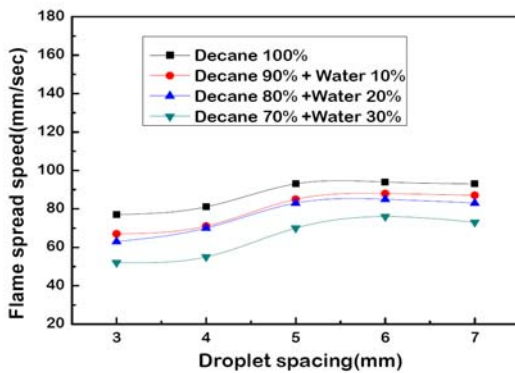 180
160
140
120
100
80
60
40
20
Flame spread speed(mm/sec)
Decane 100%
Decane 90% + Water 10%
Decane 80% +Water 20%
Decane 70% +Water 30%
3 4 5 6 7
Droplet spacing(mm)